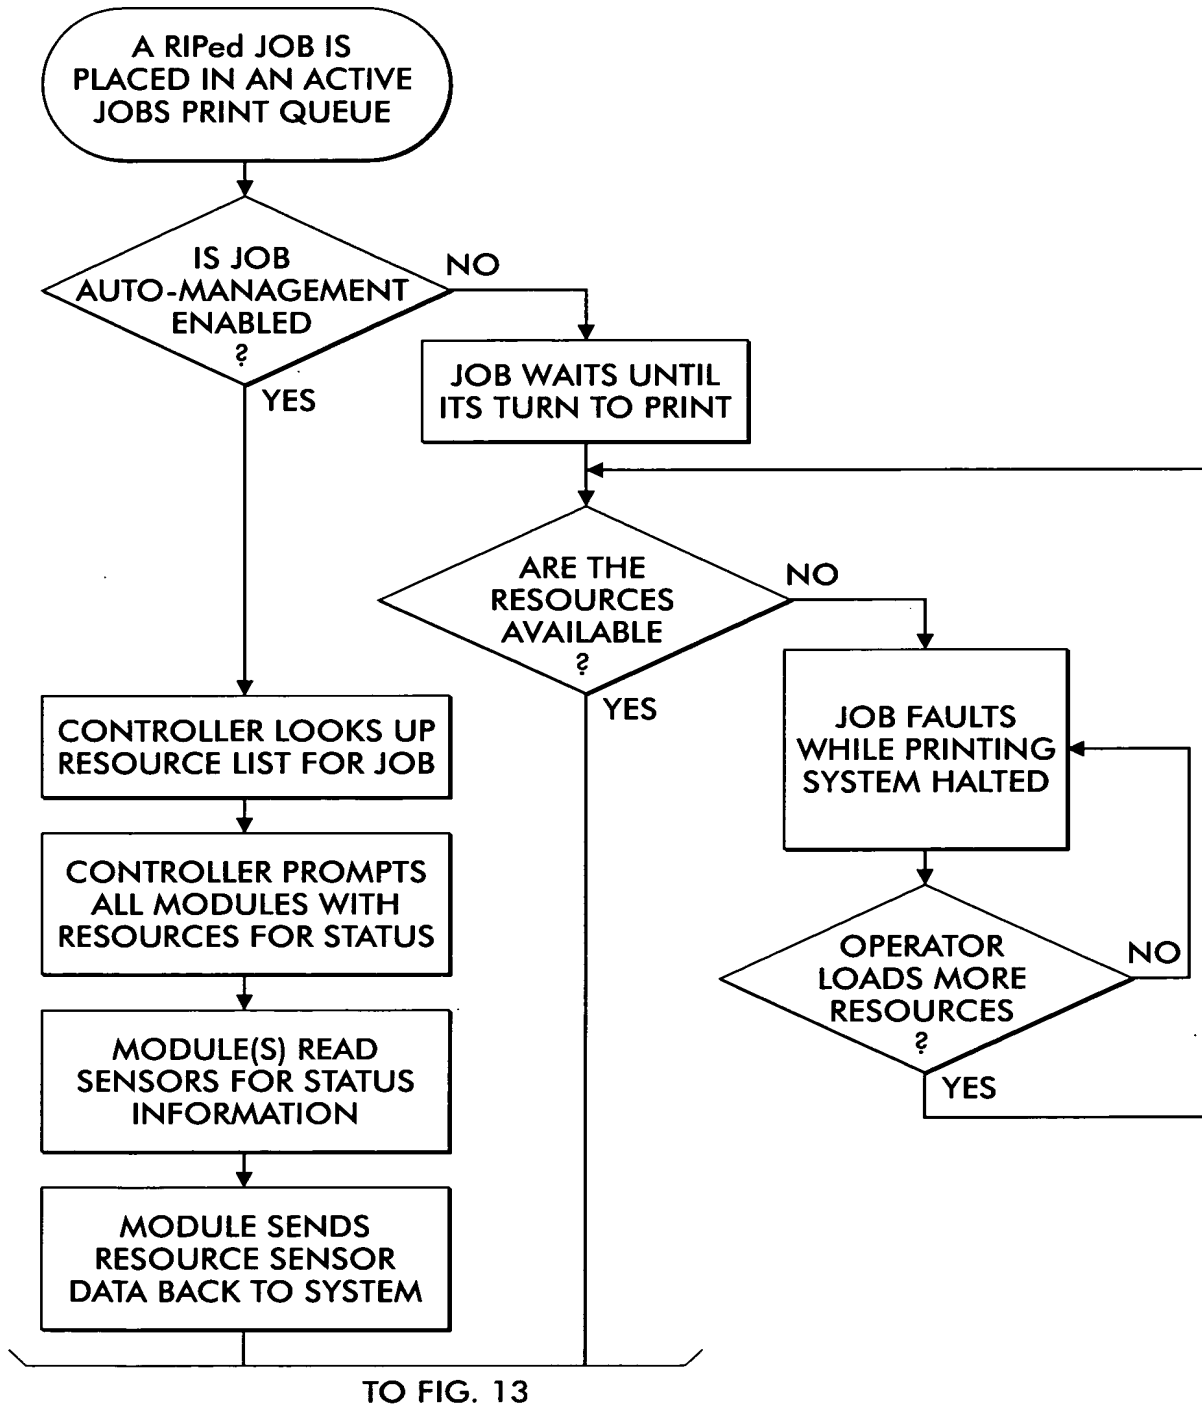 A RIPed JOB IS
PLACED IN AN ACTIVE
JOBS PRINT QUEUE
IS JOB
AUTO-MANAGEMENT
ENABLED
?
NO
YES
JOB WAITS UNTIL
ITS TURN TO PRINT
ARE THE
RESOURCES
AVAILABLE
?
NO
YES
JOB FAULTS
WHILE PRINTING
SYSTEM HALTED
OPERATOR
LOADS MORE
RESOURCES
?
NO
YES
CONTROLLER LOOKS UP
RESOURCE LIST FOR JOB
CONTROLLER PROMPTS
ALL MODULES WITH
RESOURCES FOR STATUS
MODULE(S) READ
SENSORS FOR STATUS
INFORMATION
MODULE SENDS
RESOURCE SENSOR
DATA BACK TO SYSTEM
TO FIG. 13